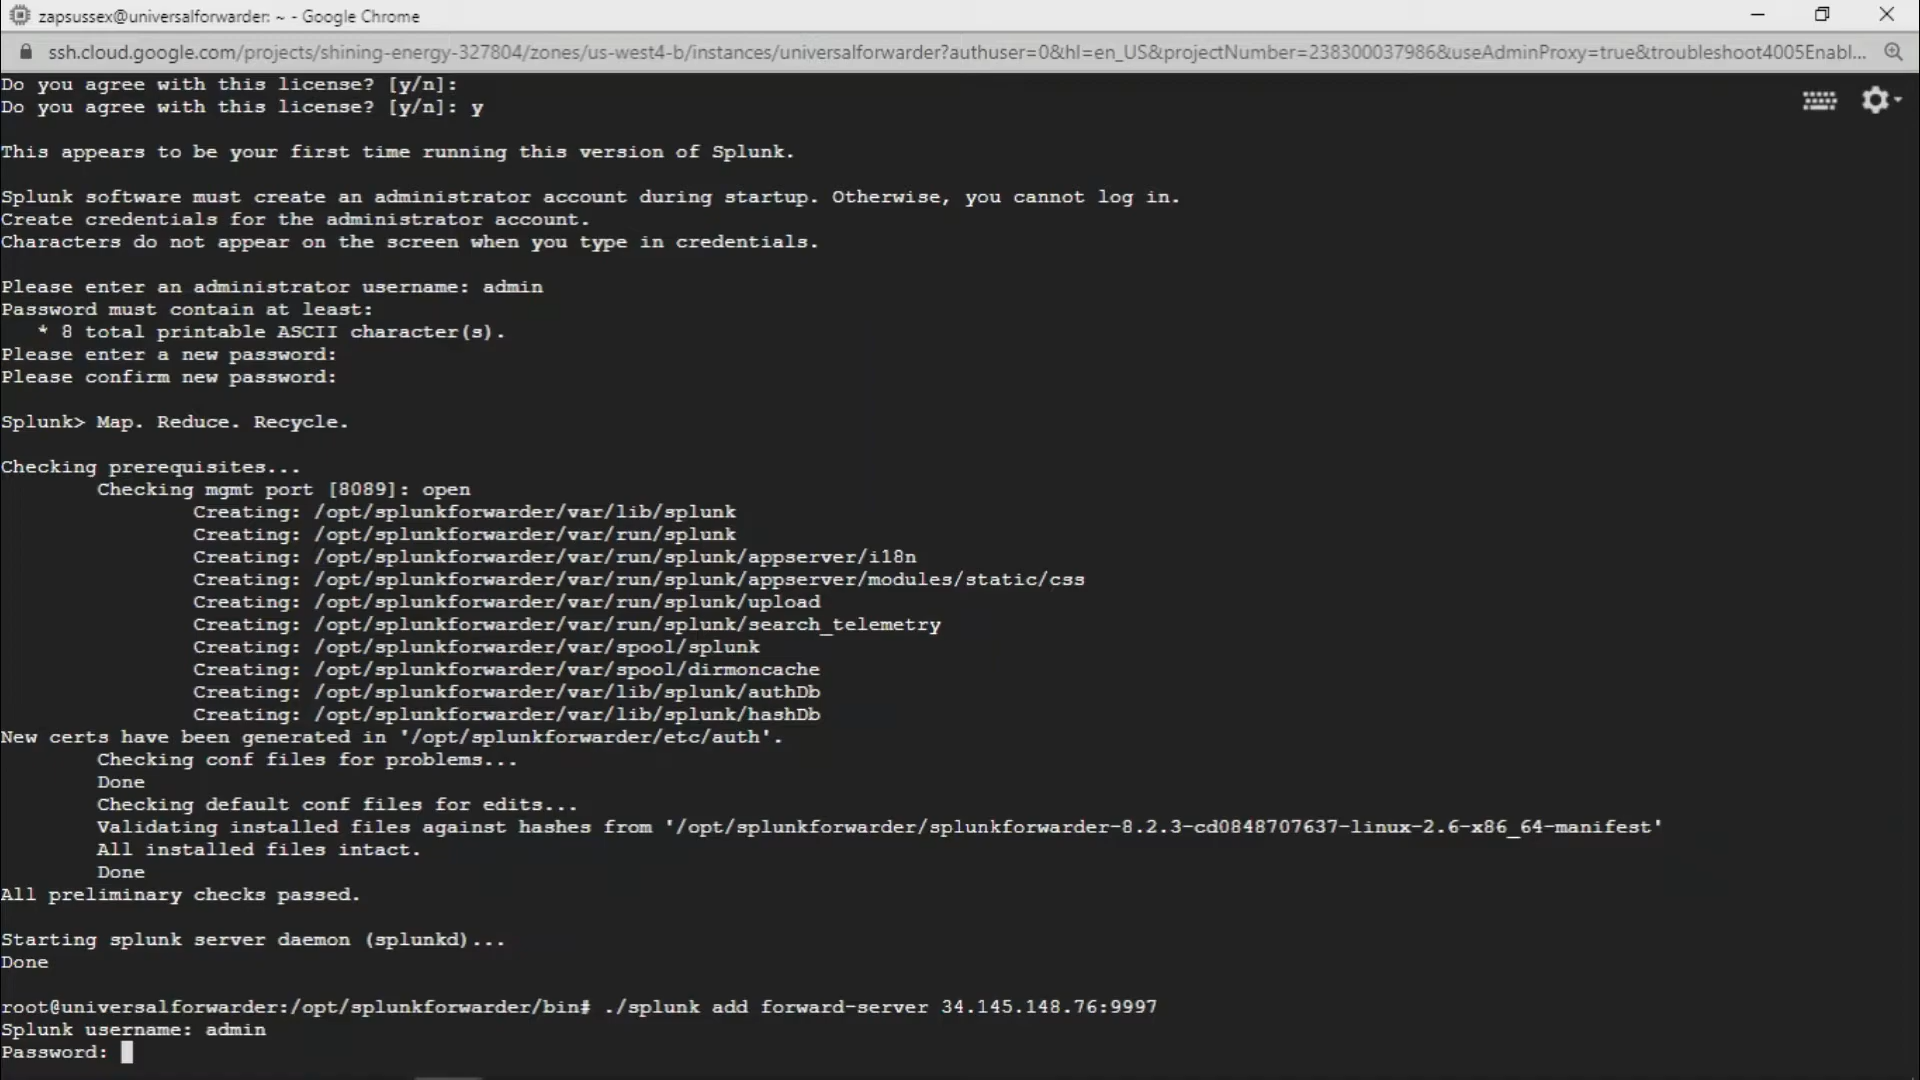 zapsussex@universalforwarder: ~ - Google Chrome
ssh.cloud.google.com/projects/shining-energy-327804/zones/us-west4-b/instances/universalforwarder?authuser=0&hl=en_US&projectNumber=238300037986&useAdminProxy=true&troubleshoot4005Enabl...
Do you agree with this license? [y/n]:
Do you agree with this license? [y/n]: y
This appears to be your first time running this version of Splunk.
Splunk software must create an administrator account during startup. Otherwise, you cannot log in.
Create credentials for the administrator account.
Characters do not appear on the screen when you type in credentials.
Please enter an administrator username: admin
Password must contain at least:
   * 8 total printable ASCII character(s).
Please enter a new password:
Please confirm new password:
Splunk> Map. Reduce. Recycle.
Checking prerequisites...
        Checking mgmt port [8089]: open
                Creating: /opt/splunkforwarder/var/lib/splunk
                Creating: /opt/splunkforwarder/var/run/splunk
                Creating: /opt/splunkforwarder/var/run/splunk/appserver/i18n
                Creating: /opt/splunkforwarder/var/run/splunk/appserver/modules/static/css
                Creating: /opt/splunkforwarder/var/run/splunk/upload
                Creating: /opt/splunkforwarder/var/run/splunk/search_telemetry
                Creating: /opt/splunkforwarder/var/spool/splunk
                Creating: /opt/splunkforwarder/var/spool/dirmoncache
                Creating: /opt/splunkforwarder/var/lib/splunk/authDb
                Creating: /opt/splunkforwarder/var/lib/splunk/hashDb
New certs have been generated in '/opt/splunkforwarder/etc/auth'.
        Checking conf files for problems...
        Done
        Checking default conf files for edits...
        Validating installed files against hashes from '/opt/splunkforwarder/splunkforwarder-8.2.3-cd0848707637-linux-2.6-x86_64-manifest'
        All installed files intact.
        Done
All preliminary checks passed.
Starting splunk server daemon (splunkd)...
Done
root@universalforwarder:/opt/splunkforwarder/bin# ./splunk add forward-server 34.145.148.76:9997
Splunk username: admin
Password: